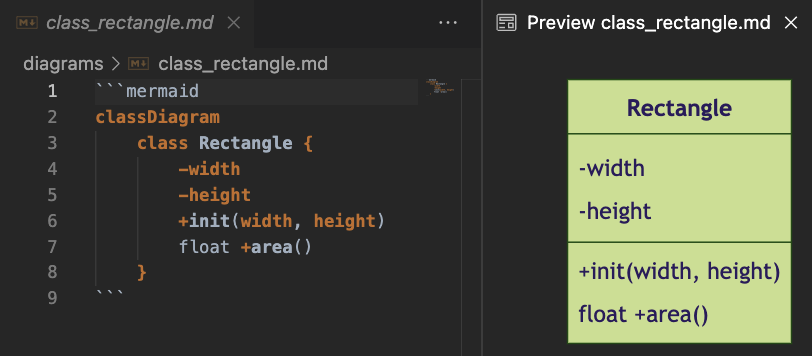 class_rectangle.md
diagrams > class_rectangle.md
1 ```mermaid
2 classDiagram
3 class Rectangle {
4 -width
5 -height
6 +init(width, height)
7 float +area()
8 }
9 ```
Preview class_rectangle.md
Rectangle
-width
-height
+init(width, height)
float +area()